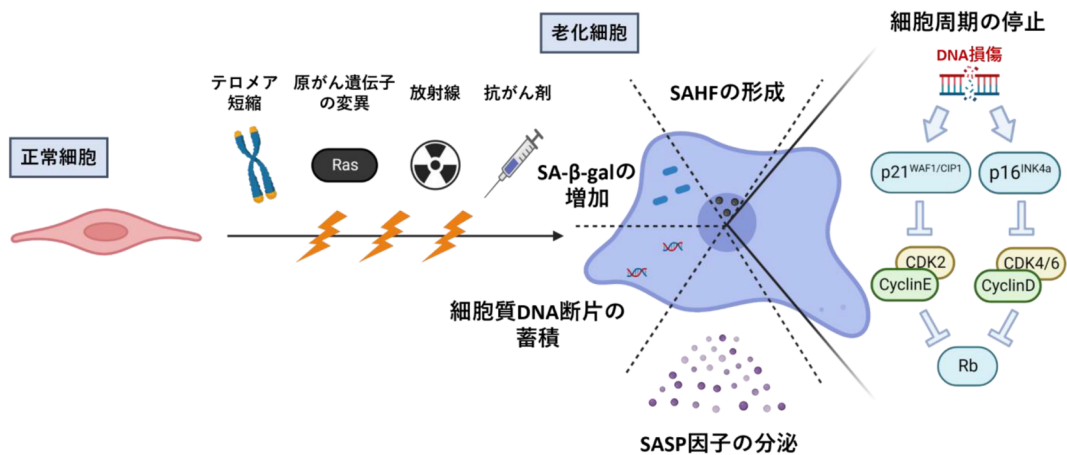 老化細胞
細胞周期の停止
DNA損傷
テロメア
短縮
原がん遺伝子
の変異
放射線
抗がん剤
SAHFの形成
正常細胞
Ras
SA-β-galの
増加
p21WAF1/CIP1
p16INK4a
CDK2
CyclinE
CDK4/6
CyclinD
細胞質DNA断片の
蓄積
Rb
SASP因子の分泌